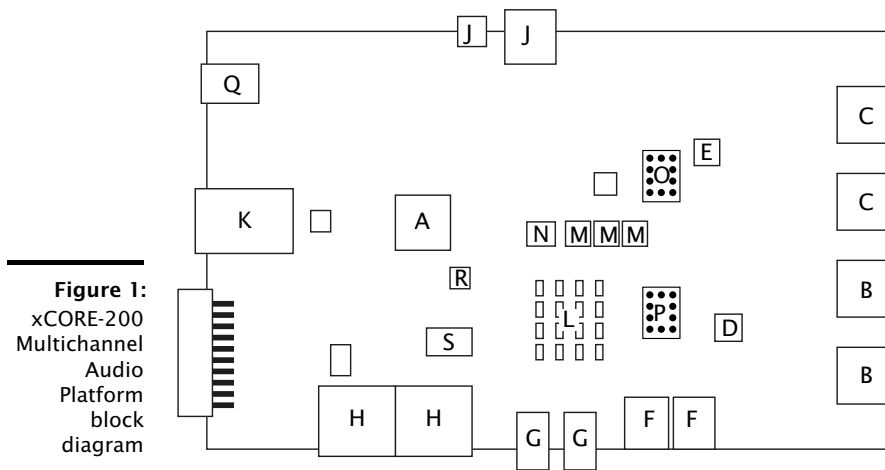 J J
Q
C
E
O
C
K
A
N M M M
R
Figure 1:
xCORE-200
Multichannel
Audio
Platform
block
diagram
B
L
P
D
S
B
H H
F F
G G